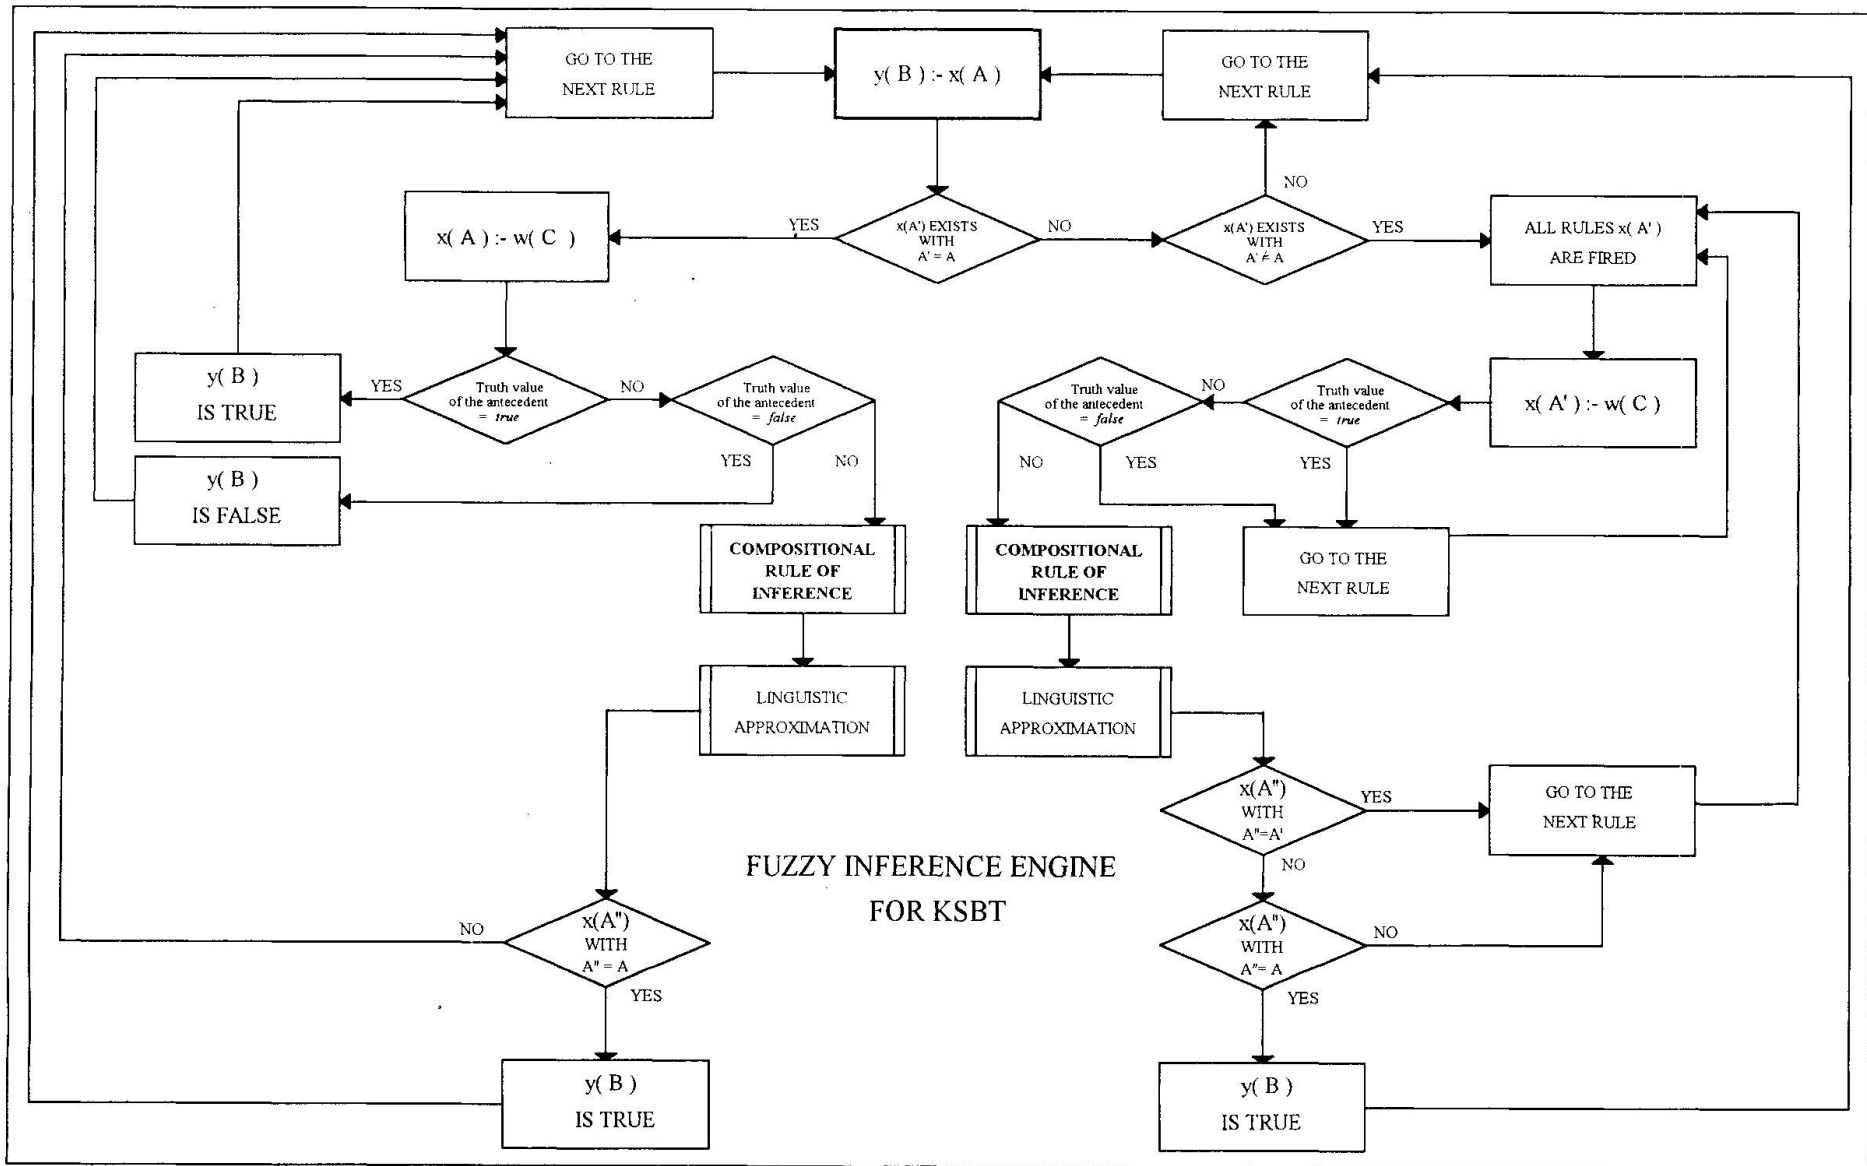 GO TO THE
NEXT RULE
y( B ) :- x( A )
GO TO THE
NEXT RULE
NO
x( A ) :- w( C )
YES
x(A') EXISTS
WITH
A' = A
NO
x(A') EXISTS
WITH
A' ≠ A
YES
ALL RULES x( A' )
ARE FIRED
y( B )
IS TRUE
YES
Truth value
of the antecedent
= true
NO
Truth value
of the antecedent
= false
Truth value
of the antecedent
= false
NO
Truth value
of the antecedent
= true
x( A' ) :- w( C )
YES
NO
NO
YES
YES
y( B )
IS FALSE
COMPOSITIONAL
RULE OF
INFERENCE
COMPOSITIONAL
RULE OF
INFERENCE
GO TO THE
NEXT RULE
LINGUISTIC
APPROXIMATION
LINGUISTIC
APPROXIMATION
x(A")
WITH
A"=A'
YES
GO TO THE
NEXT RULE
NO
FUZZY INFERENCE ENGINE
FOR KSBT
NO
x(A")
WITH
A" = A
YES
x(A")
WITH
A"= A
NO
YES
y( B )
IS TRUE
y( B )
IS TRUE